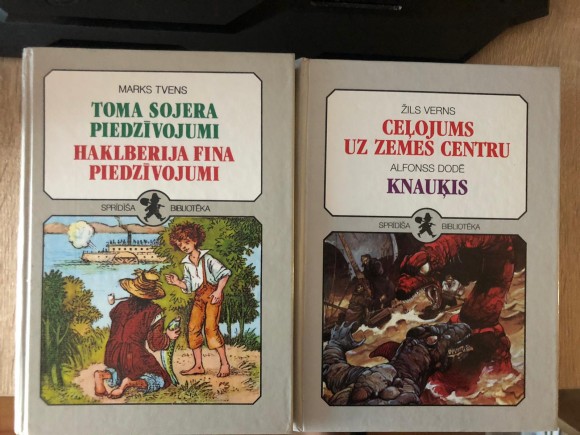 MARKS TVENS
TOMA SOJERA
PIEDZĪVOJUMI
HAKLBERIJA FINA
PIEDZĪVOJUMI
SPRĪDĪŠA BIBLIOTĒKA
ŽILS VERNS
CEĻOJUMS
UZ ZEMES CENTRU
ALFONSS DODĒ
KNAUĶIS
SPRĪDĪŠA BIBLIOTĒKA